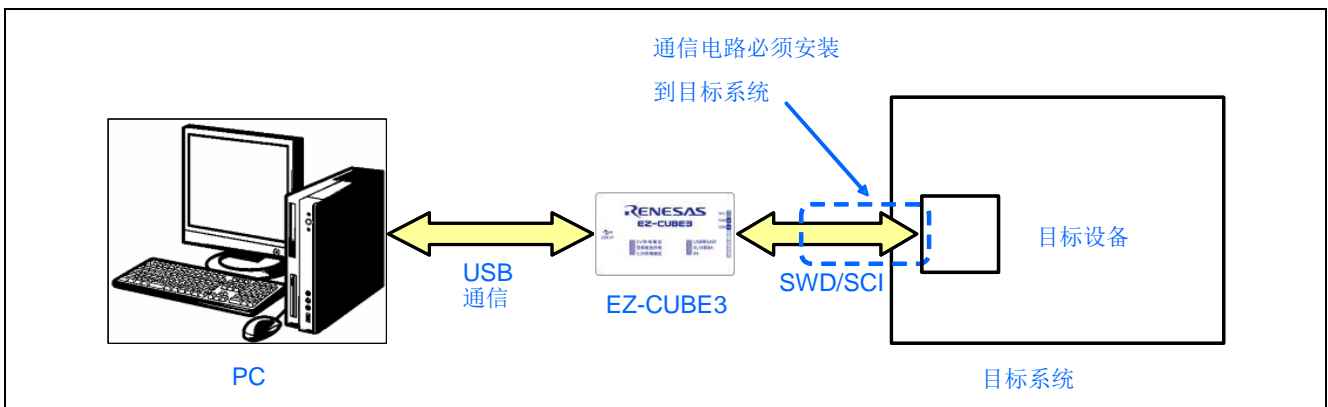 通信电路必须安装
到目标系统
RENESAS
EZ-CUBE3
目标设备
USB
通信
SWD/SCI
EZ-CUBE3
PC
目标系统